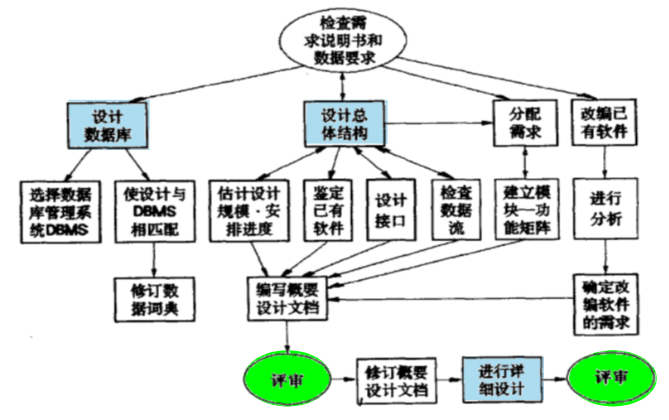 检查需
求说明书和
数据要求
设计
数据库
设计总
体结构
分配
需求
改编已
有软件
选择数据
库管理系
统DBMS
使设计与
DBMS
相匹配
估计设计
规模·安
排进度
鉴定
已有
软件
设计
接口
检查
数据
流
建立模
块—功
能矩阵
进行
分析
修订数
据词典
编写概要
设计文档
确定改
编软件
的需求
评审
修订概要
设计文档
进行详
细设计
评审